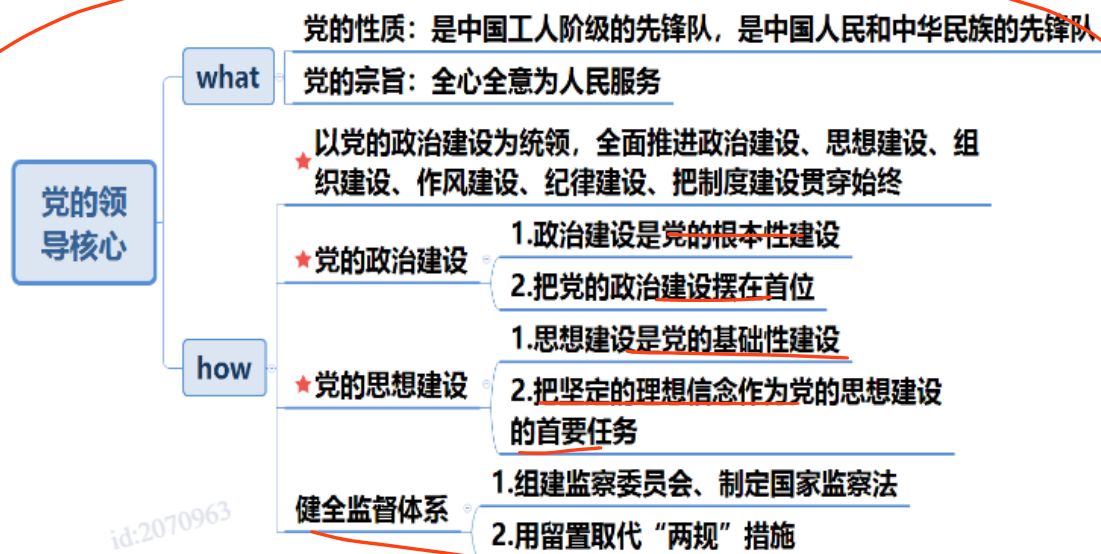 党的领
导核心
what
党的性质：是中国工人阶级的先锋队，是中国人民和中华民族的先锋队
党的宗旨：全心全意为人民服务
how
以党的政治建设为统领，全面推进政治建设、思想建设、组
织建设、作风建设、纪律建设、把制度建设贯穿始终
党的政治建设
1.政治建设是党的根本性建设
2.把党的政治建设摆在首位
党的思想建设
1.思想建设是党的基础性建设
2.把坚定的理想信念作为党的思想建设
的首要任务
健全监督体系
1.组建监察委员会、制定国家监察法
2.用留置取代“两规”措施
id:2070963